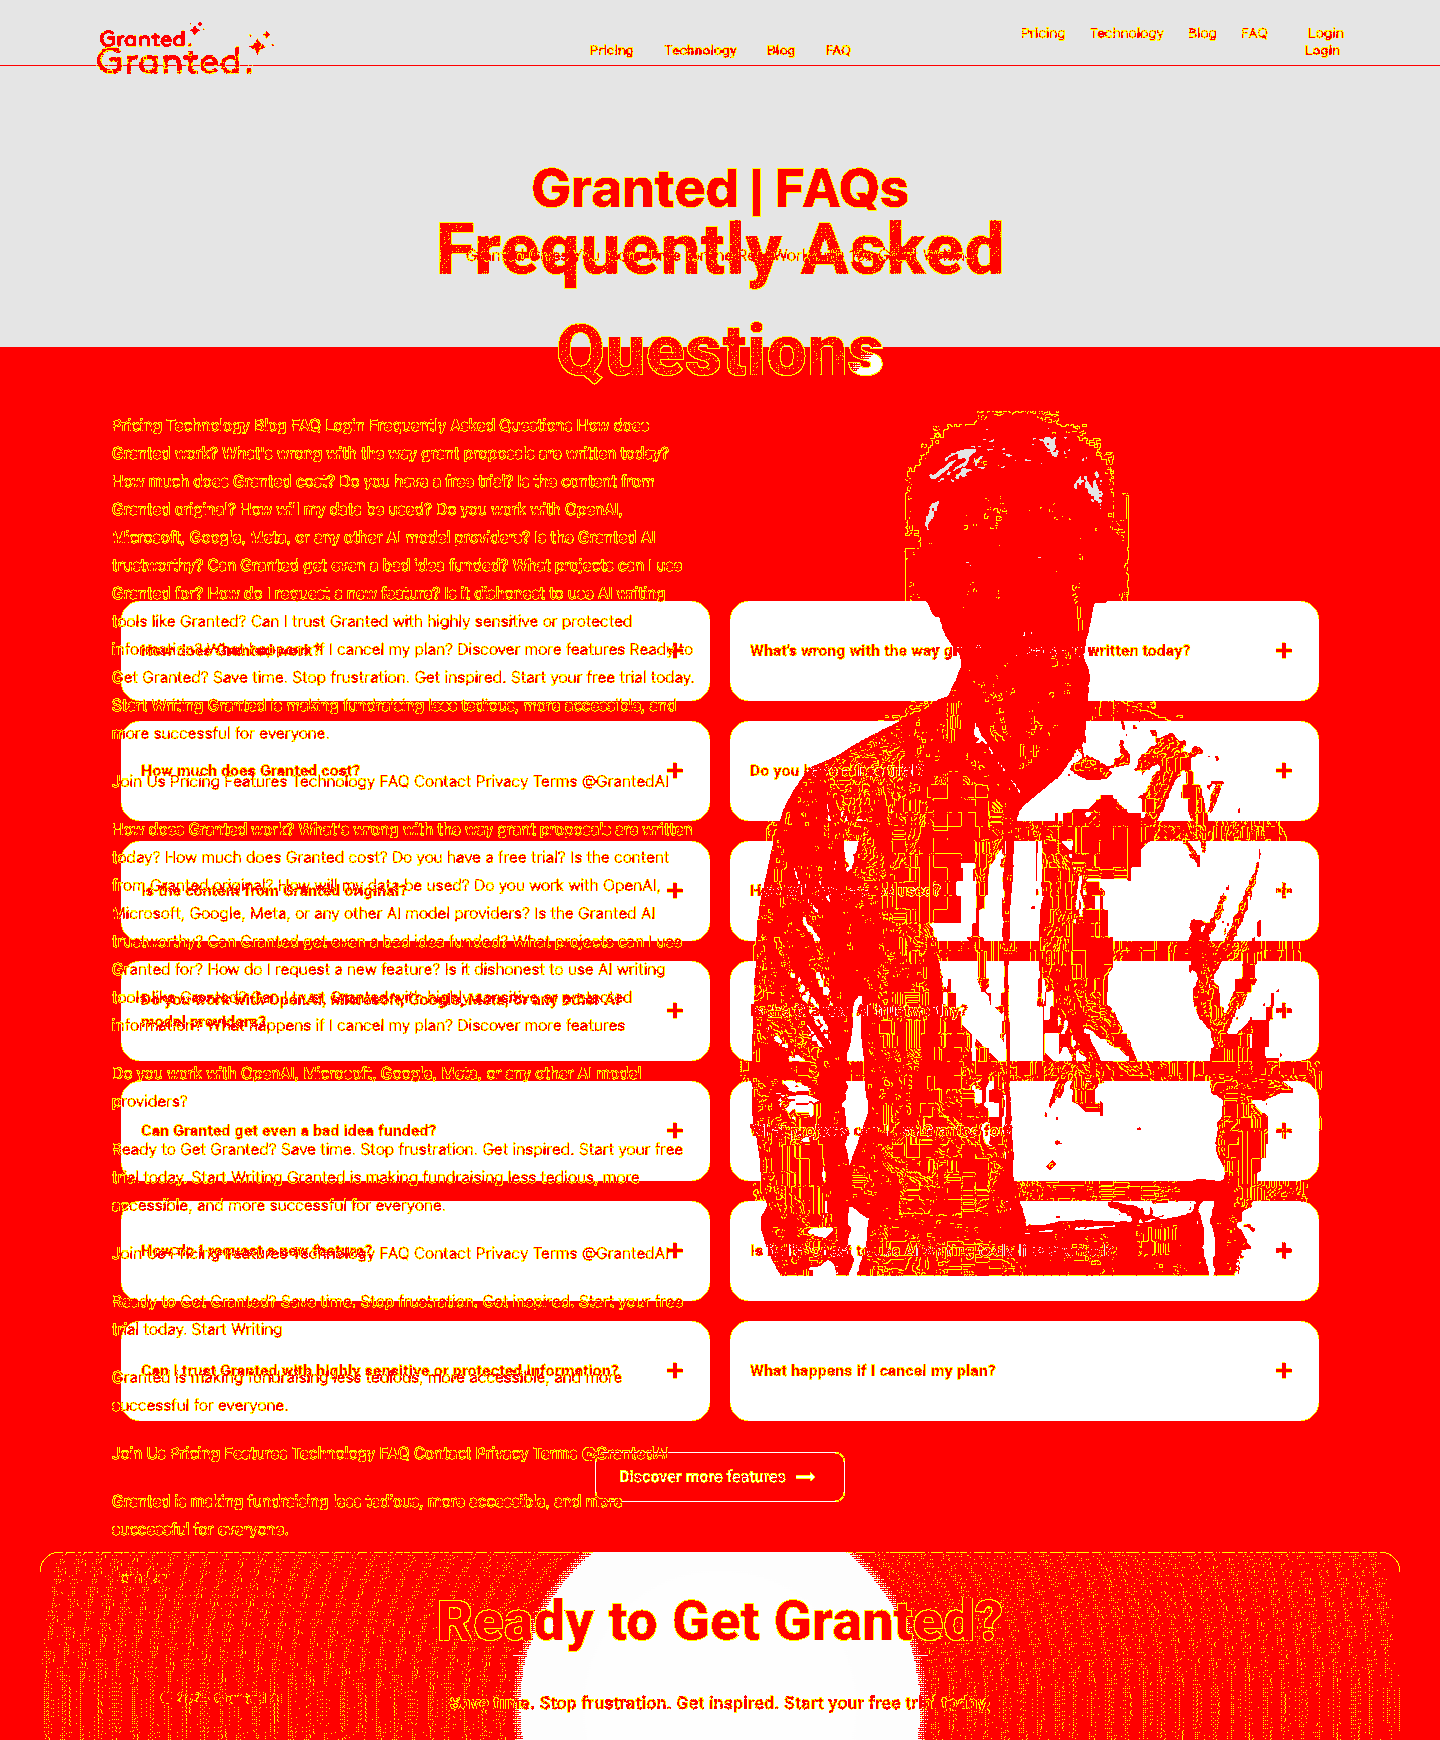 Granted.
Granted.
Pricing Technology Blog FAQ Login
Pricing Technology Blog FAQ Login
Granted | FAQs
Frequently Asked
Questions
Pricing Technology Blog FAQ Login Frequently Asked Questions How does
Granted work? What's wrong with the way grant proposals are written today?
How much does Granted cost? Do you have a free trial? Is the content from
Granted original? How will my data be used? Do you work with OpenAI,
Microsoft, Google, Meta, or any other AI model providers? Is the Granted AI
trustworthy? Can Granted get even a bad idea funded? What projects can I use
Granted for? How do I request a new feature? Is it dishonest to use AI writing
tools like Granted? Can I trust Granted with highly sensitive or protected
information? What happens if I cancel my plan? Discover more features Ready to
Get Granted? Save time. Stop frustration. Get inspired. Start your free trial today.
Start Writing Granted is making fundraising less tedious, more accessible, and
more successful for everyone.
Join Us Pricing Features Technology FAQ Contact Privacy Terms @GrantedAI
How does Granted work? What's wrong with the way grant proposals are written
today? How much does Granted cost? Do you have a free trial? Is the content
from Granted original? How will my data be used? Do you work with OpenAI,
Microsoft, Google, Meta, or any other AI model providers? Is the Granted AI
trustworthy? Can Granted get even a bad idea funded? What projects can I use
Granted for? How do I request a new feature? Is it dishonest to use AI writing
tools like Granted? Can I trust Granted with highly sensitive or protected
information? What happens if I cancel my plan? Discover more features
Do you work with OpenAI, Microsoft, Google, Meta, or any other AI model
providers?
Ready to Get Granted? Save time. Stop frustration. Get inspired. Start your free
trial today. Start Writing Granted is making fundraising less tedious, more
accessible, and more successful for everyone.
Join Us Pricing Features Technology FAQ Contact Privacy Terms @GrantedAI
Ready to Get Granted? Save time. Stop frustration. Get inspired. Start your free
trial today. Start Writing
Granted is making fundraising less tedious, more accessible, and more
successful for everyone.
Join Us Pricing Features Technology FAQ Contact Privacy Terms @GrantedAI
Granted is making fundraising less tedious, more accessible, and more
successful for everyone.
How does Granted work?
What's wrong with the way written today?
How much does Granted cost?
Do you
Is the content from Granted original?
used?
Do you work with OpenAI, Microsoft, Google, Meta, or any other AI
model providers?
Can Granted get even a bad idea funded?
How do I request a new feature?
Can I trust Granted with highly sensitive or protected information?
What happens if I cancel my plan?
Discover more features
Ready to Get Granted?
Save time. Stop frustration. Get inspired. Start your free trial today.